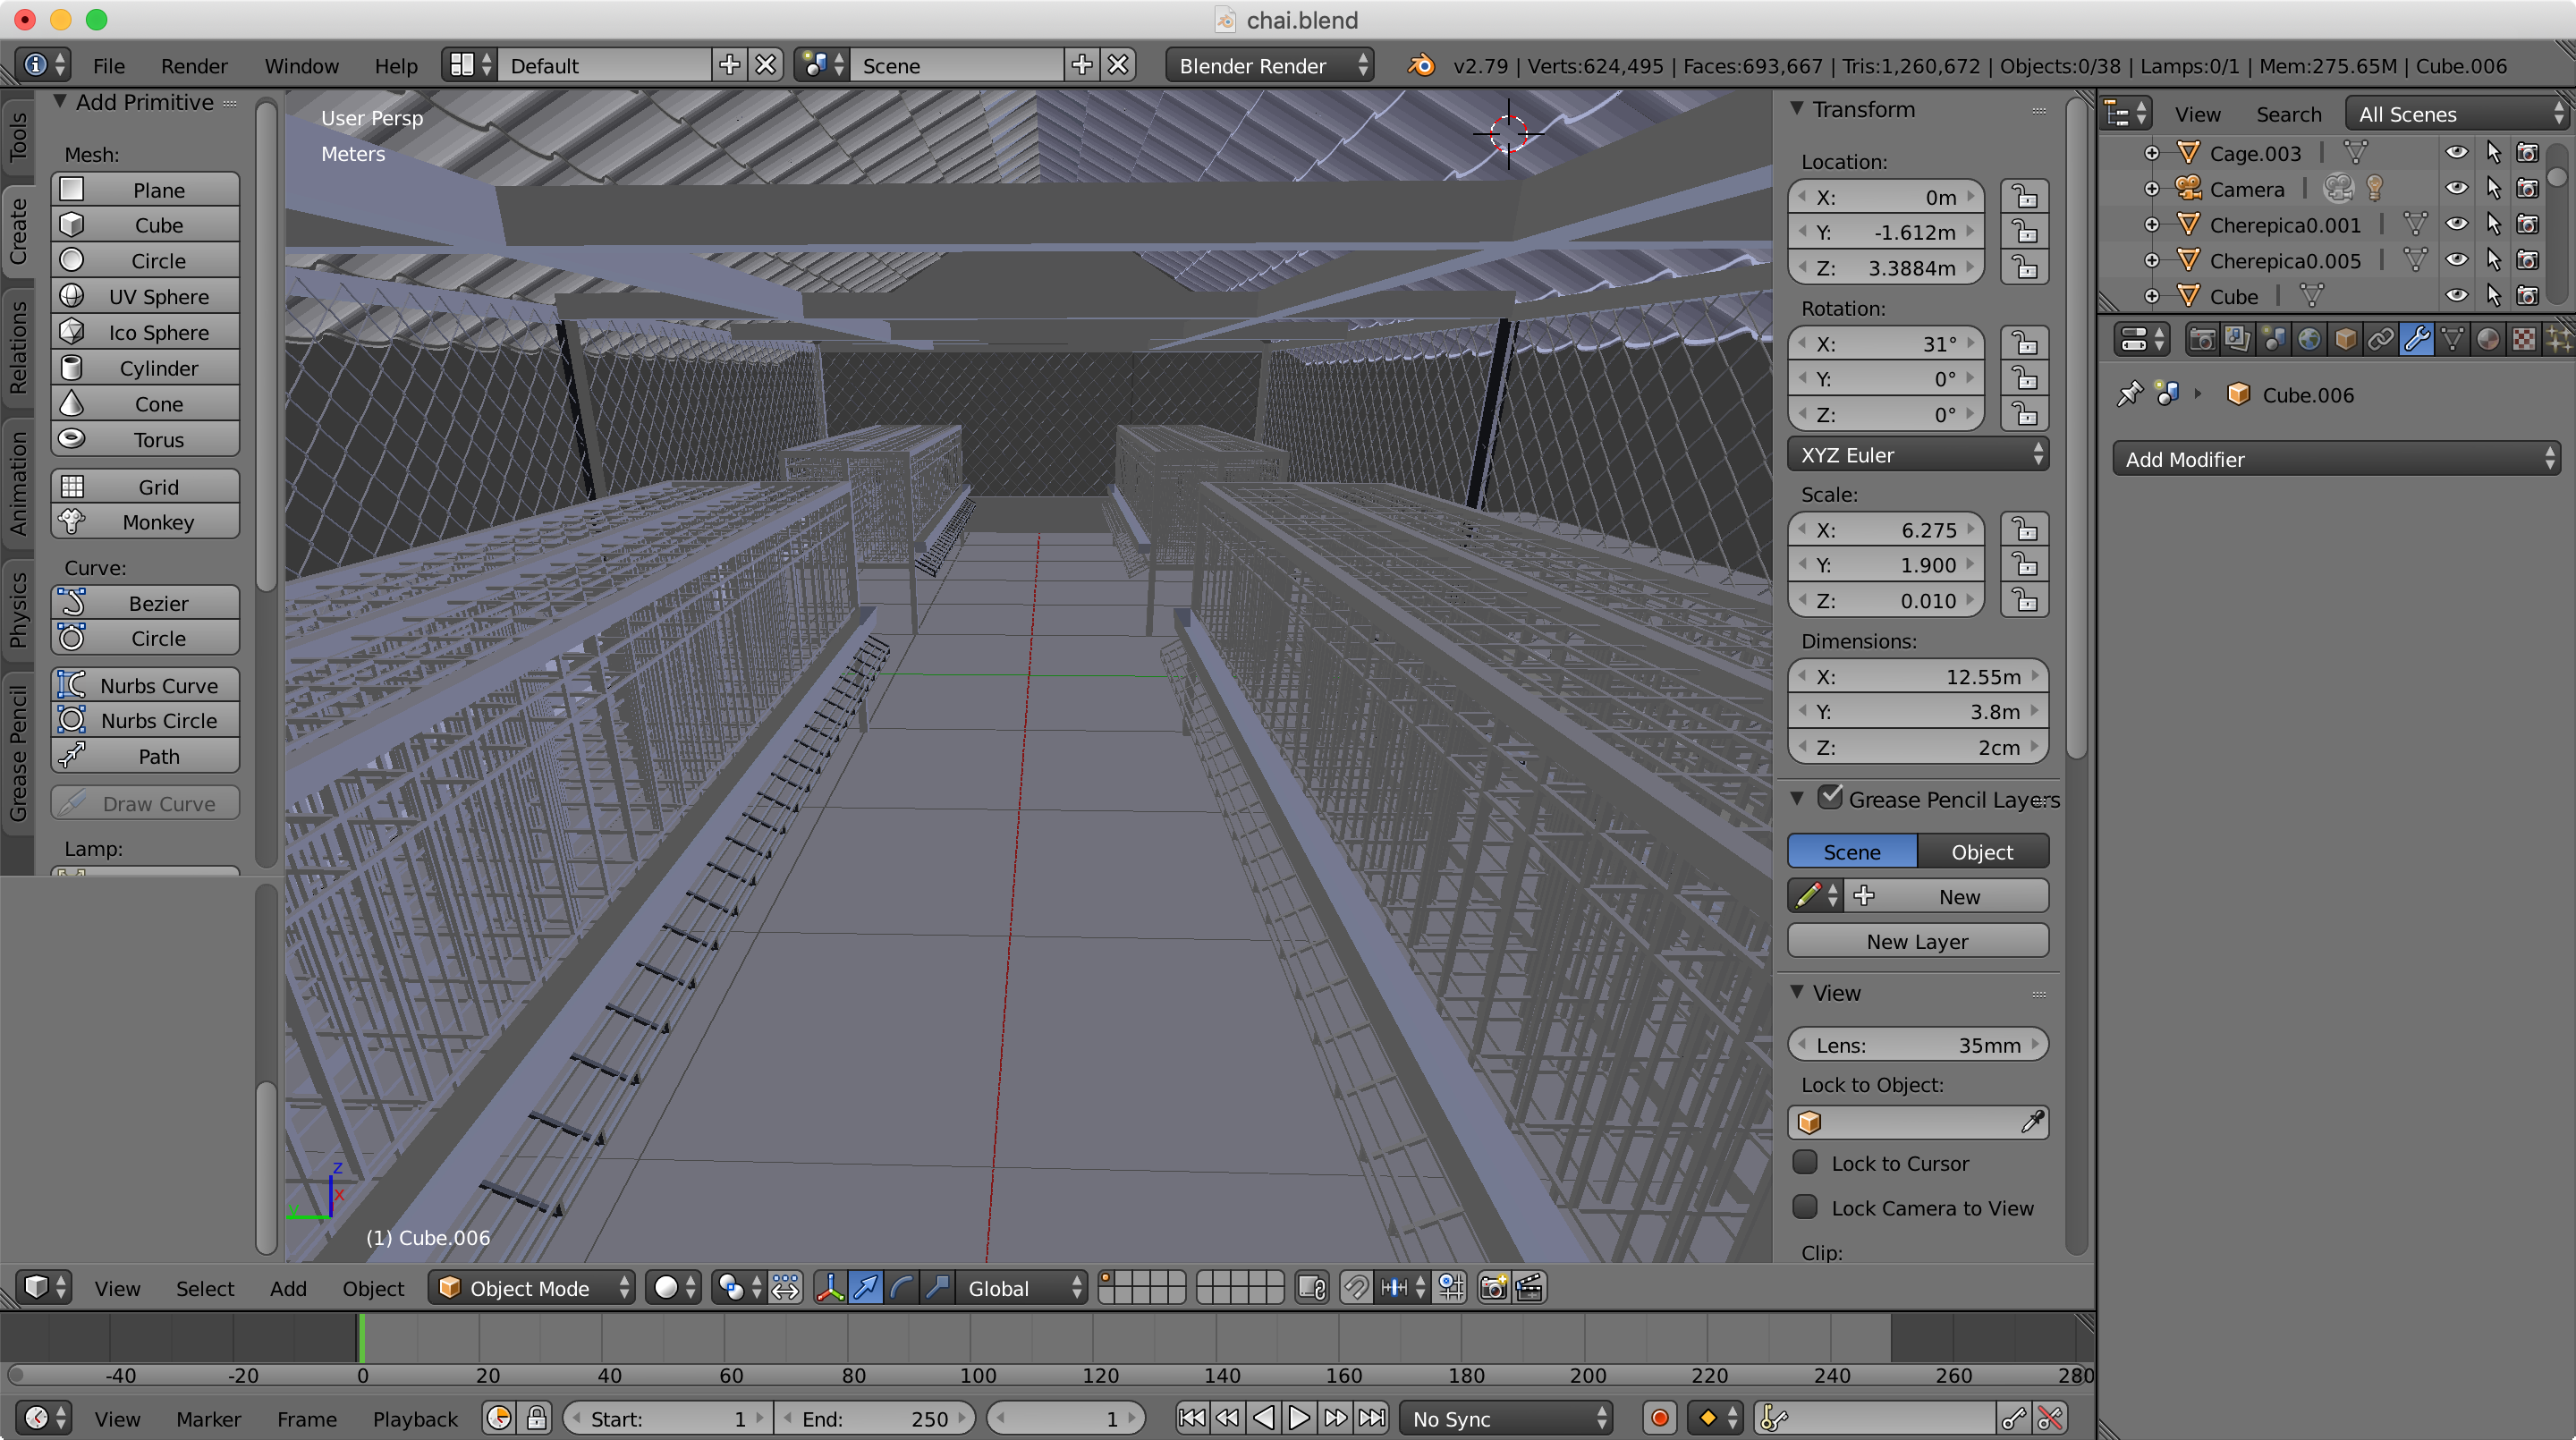 chai.blend
File Render Window Help Default Scene Blender Render v2.79 | Verts:624,495 | Faces:693,667 | Tris:1,260,672 | Objects:0/38 | Lamps:0/1 | Mem:275.65M | Cube.006
Tools
Create
Relations
Animation
Physics
Grease Pencil
Add Primitive
Mesh:
Plane
Cube
Circle
UV Sphere
Ico Sphere
Cylinder
Cone
Torus
Grid
Monkey
Curve:
Bezier
Circle
Nurbs Curve
Nurbs Circle
Path
Draw Curve
Lamp:
User Persp
Meters
z
x
y
(1) Cube.006
Transform
Location:
X: 0m
Y: -1.612m
Z: 3.3884m
Rotation:
X: 31°
Y: 0°
Z: 0°
XYZ Euler
Scale:
X: 6.275
Y: 1.900
Z: 0.010
Dimensions:
X: 12.55m
Y: 3.8m
Z: 2cm
Grease Pencil Layers
Scene Object
New
New Layer
View
Lens: 35mm
Lock to Object:
Lock to Cursor
Lock Camera to View
Clip:
View Search All Scenes
Cage.003
Camera
Cherepica0.001
Cherepica0.005
Cube
Cube.006
Add Modifier
View Select Add Object Object Mode Global
-40 -20 0 20 40 60 80 100 120 140 160 180 200 220 240 260 280
View Marker Frame Playback Start: 1 End: 250 1 No Sync